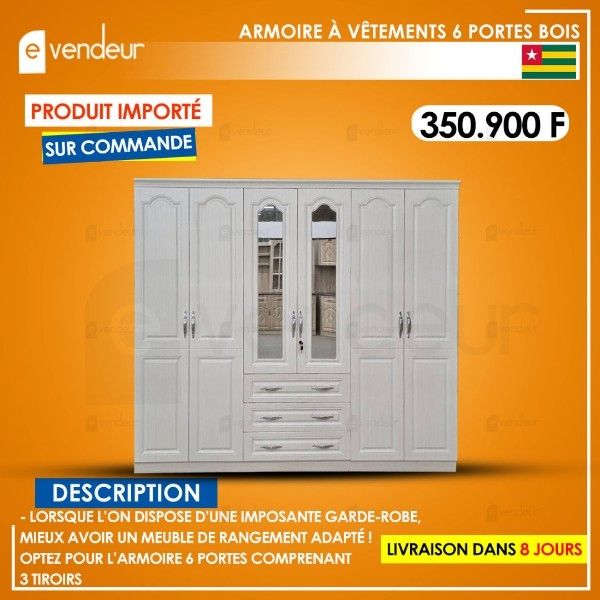 e vendeur
ARMOIRE À VÊTEMENTS 6 PORTES BOIS
PRODUIT IMPORTÉ
SUR COMMANDE
350.900 F
DESCRIPTION
- LORSQUE L'ON DISPOSE D'UNE IMPOSANTE GARDE-ROBE,
MIEUX AVOIR UN MEUBLE DE RANGEMENT ADAPTÉ !
OPTEZ POUR L'ARMOIRE 6 PORTES COMPRENANT
3 TIROIRS
LIVRAISON DANS 8 JOURS